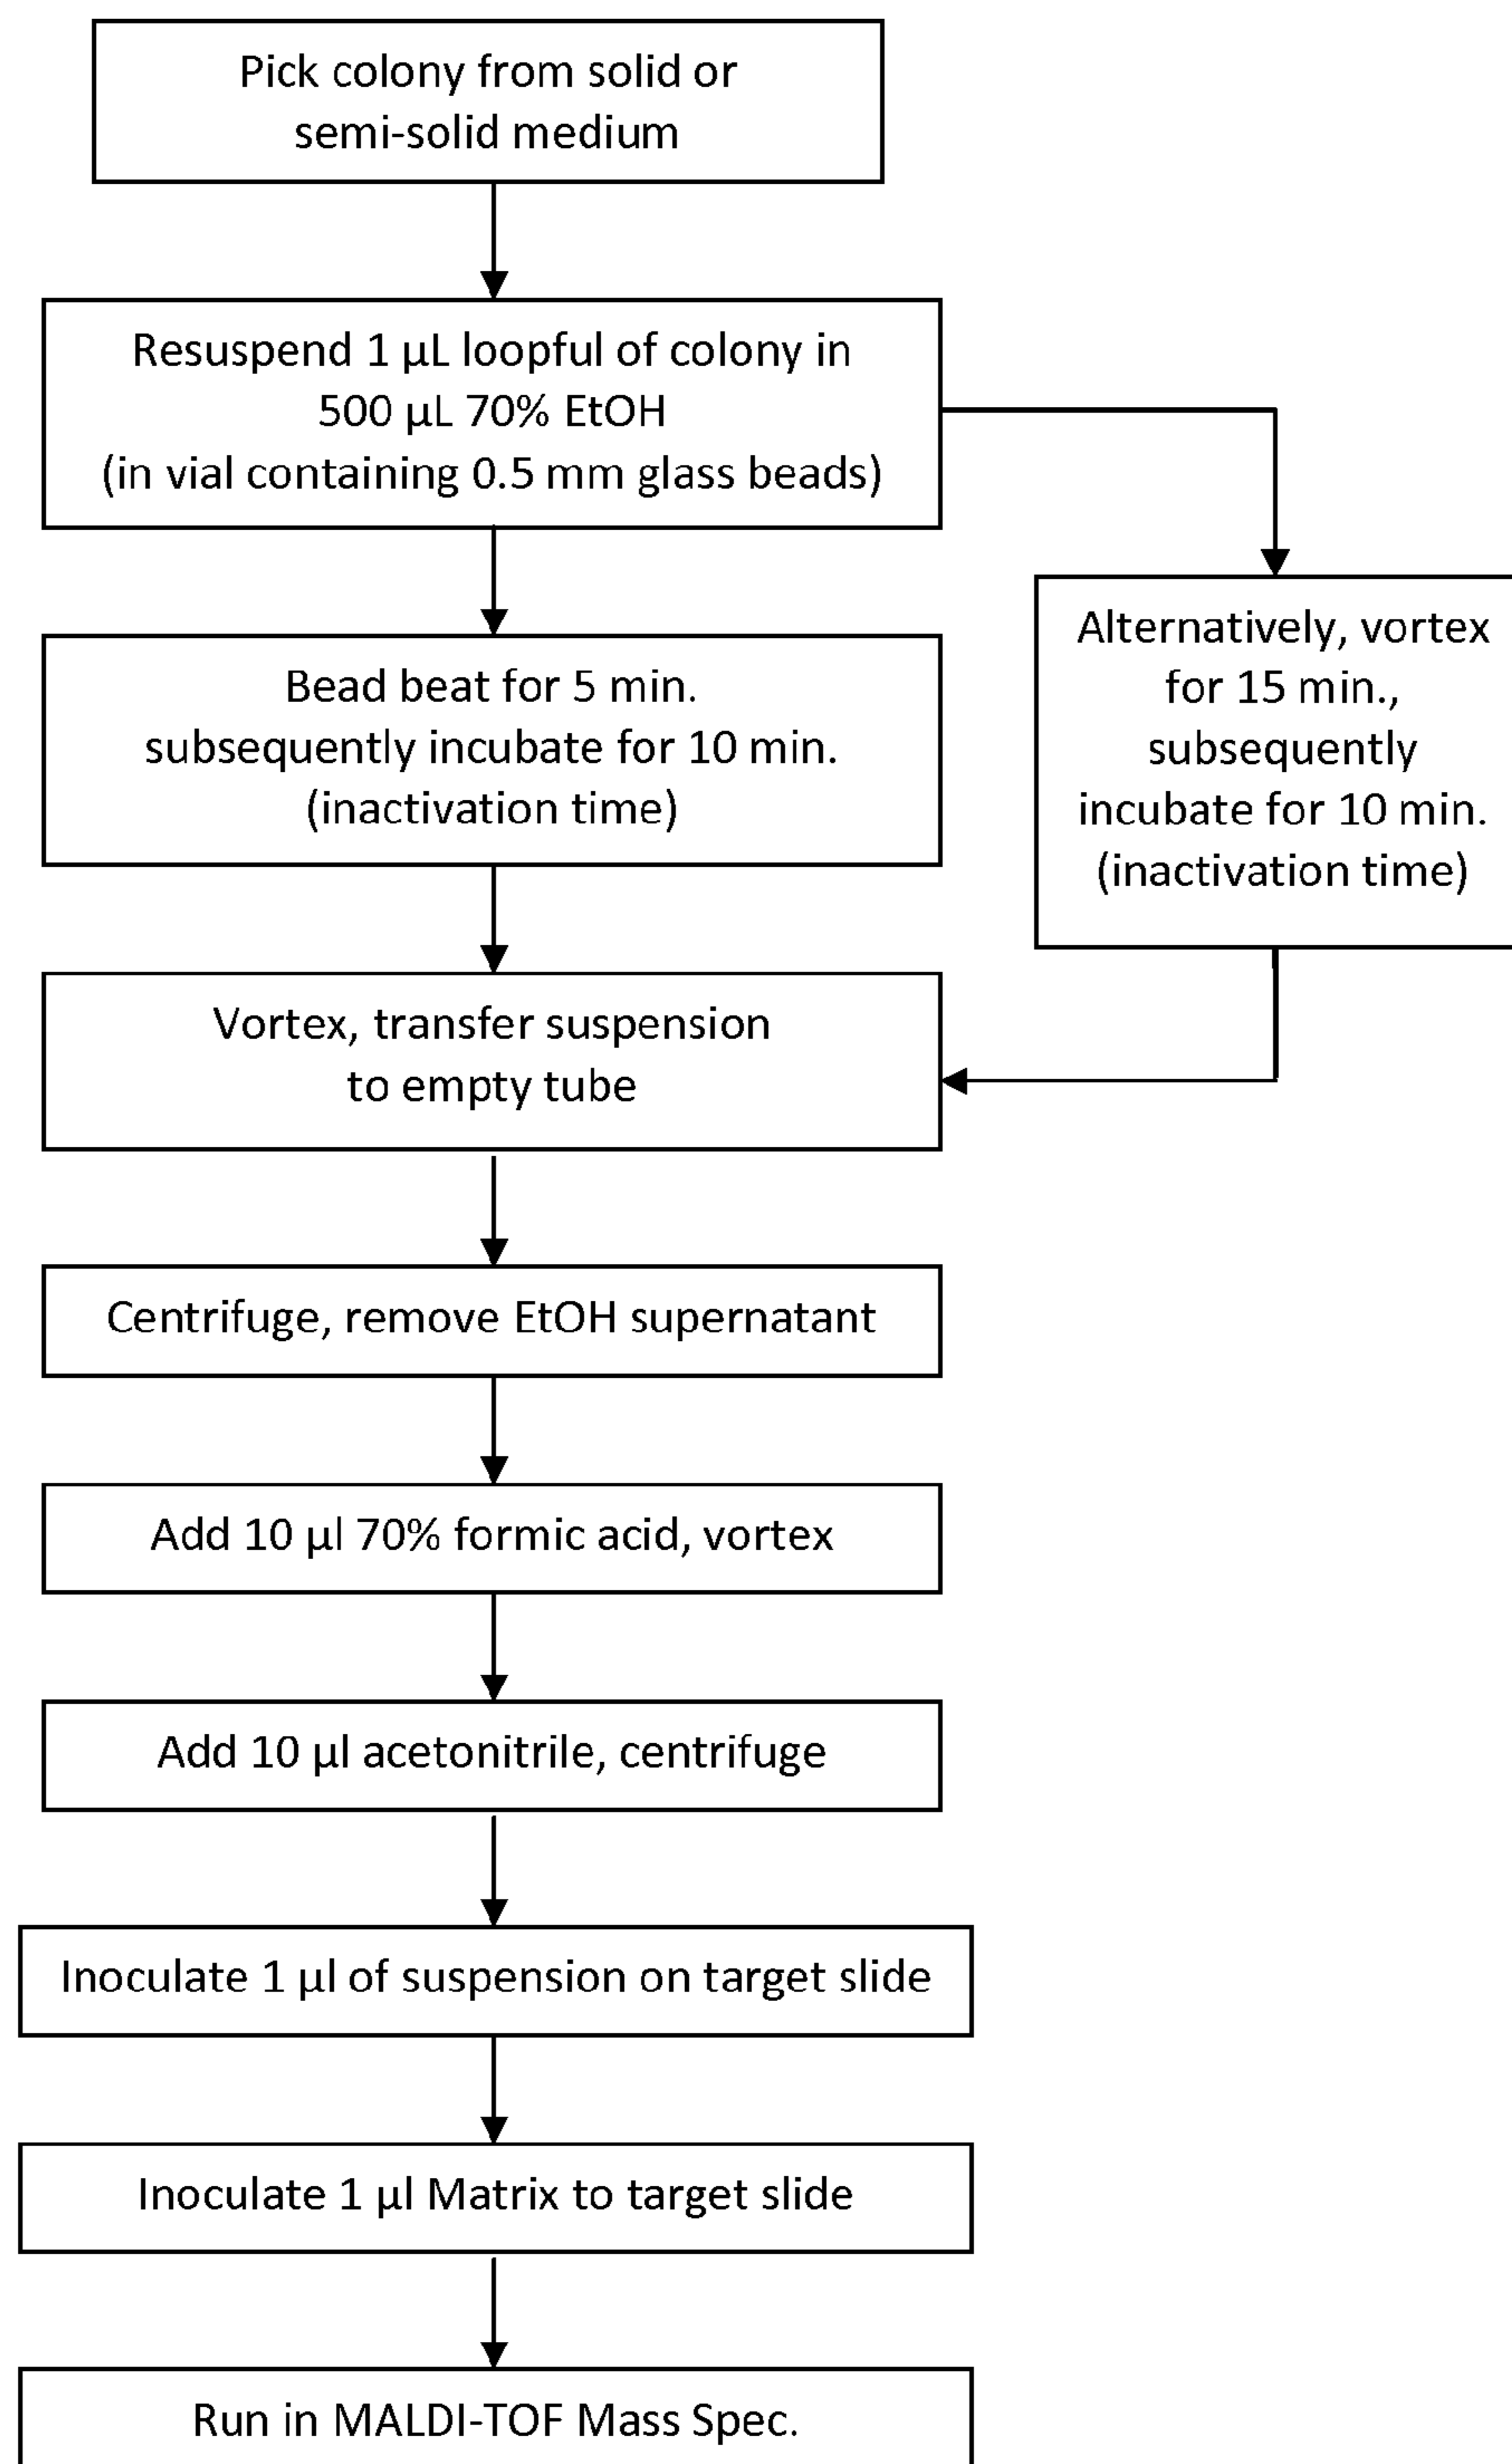 Pick colony from solid or
semi-solid medium
Resuspend 1 µL loopful of colony in
500 µL 70% EtOH
(in vial containing 0.5 mm glass beads)
Bead beat for 5 min.
subsequently incubate for 10 min.
(inactivation time)
Alternatively, vortex
for 15 min.,
subsequently
incubate for 10 min.
(inactivation time)
Vortex, transfer suspension
to empty tube
Centrifuge, remove EtOH supernatant
Add 10 µl 70% formic acid, vortex
Add 10 µl acetonitrile, centrifuge
Inoculate 1 µl of suspension on target slide
Inoculate 1 µl Matrix to target slide
Run in MALDI-TOF Mass Spec.